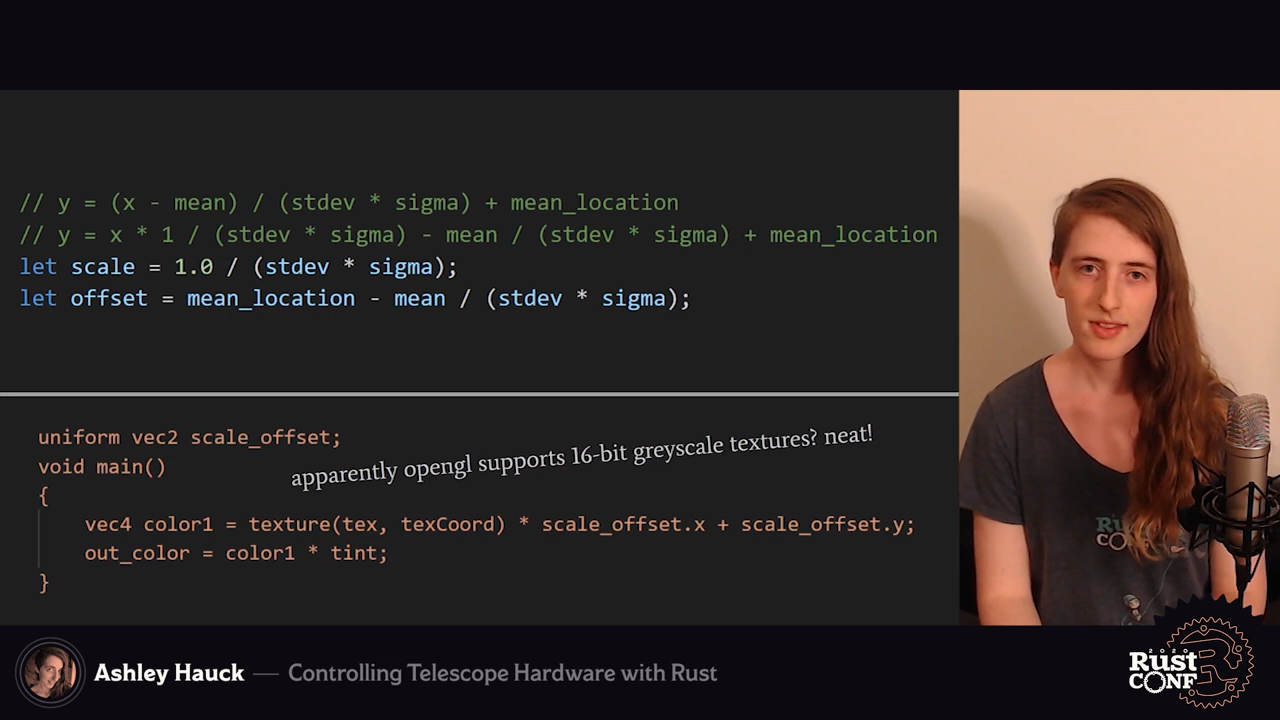 // y = (x - mean) / (stdev * sigma) + mean_location
// y = x * 1 / (stdev * sigma) - mean / (stdev * sigma) + mean_location
let scale = 1.0 / (stdev * sigma);
let offset = mean_location - mean / (stdev * sigma);
uniform vec2 scale_offset;
void main()
{
apparently opengl supports 16-bit greyscale textures? neat!
vec4 color1 = texture(tex, texCoord) * scale_offset.x + scale_offset.y;
out_color = color1 * tint;
}
Ashley Hauck — Controlling Telescope Hardware with Rust
2020
Rust
CONF
R